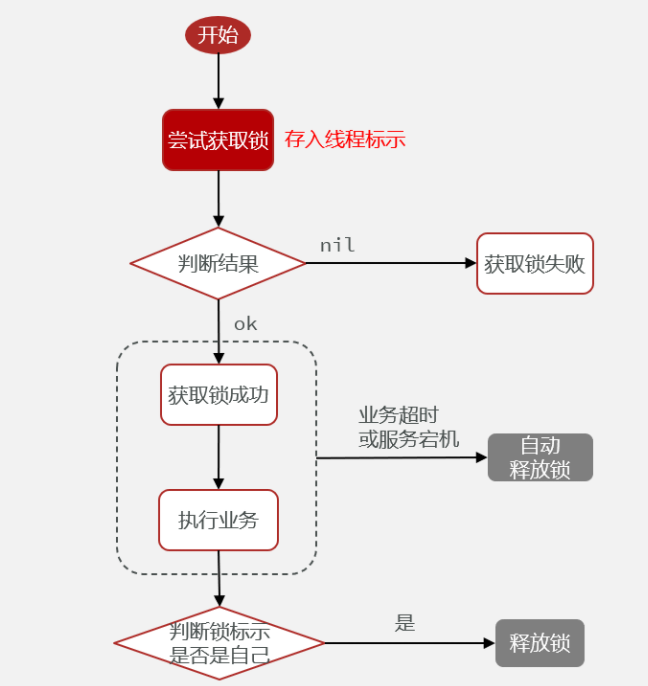 开始
尝试获取锁
存入线程标示
判断结果
nil
获取锁失败
ok
获取锁成功
业务超时
或服务宕机
自动
释放锁
执行业务
判断锁标示
是否是自己
是
释放锁